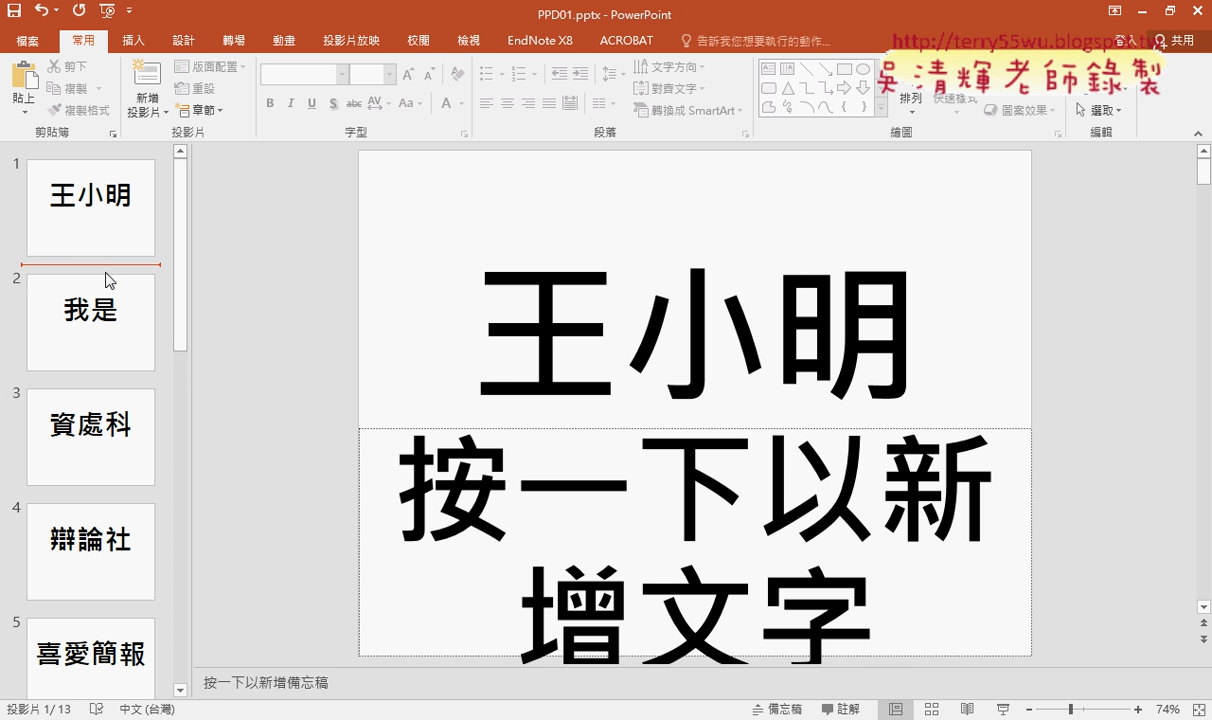 PPD01.pptx - PowerPoint
檔案 常用 插入 設計 轉場 動畫 投影片放映 校閱 檢視 EndNote X8 ACROBAT 告訴我您想要執行的動作... 登入 共用
http://terry55wu.blogspot.tw
吳清輝老師錄製
貼上 剪下 複製 複製格式 剪貼簿
新增投影片 版面配置 重設 章節 投影片
B I U S abc AV Aa A 字型
文字方向 對齊文字 轉換成 SmartArt 段落
排列 快速樣式 圖案效果 繪圖
選取 編輯
1 王小明
2 我是
3 資處科
4 辯論社
5 喜愛簡報
王小明
按一下以新
增文字
按一下以新增備忘稿
投影片 1/ 13 中文 (台灣) 備忘稿 註解 74%